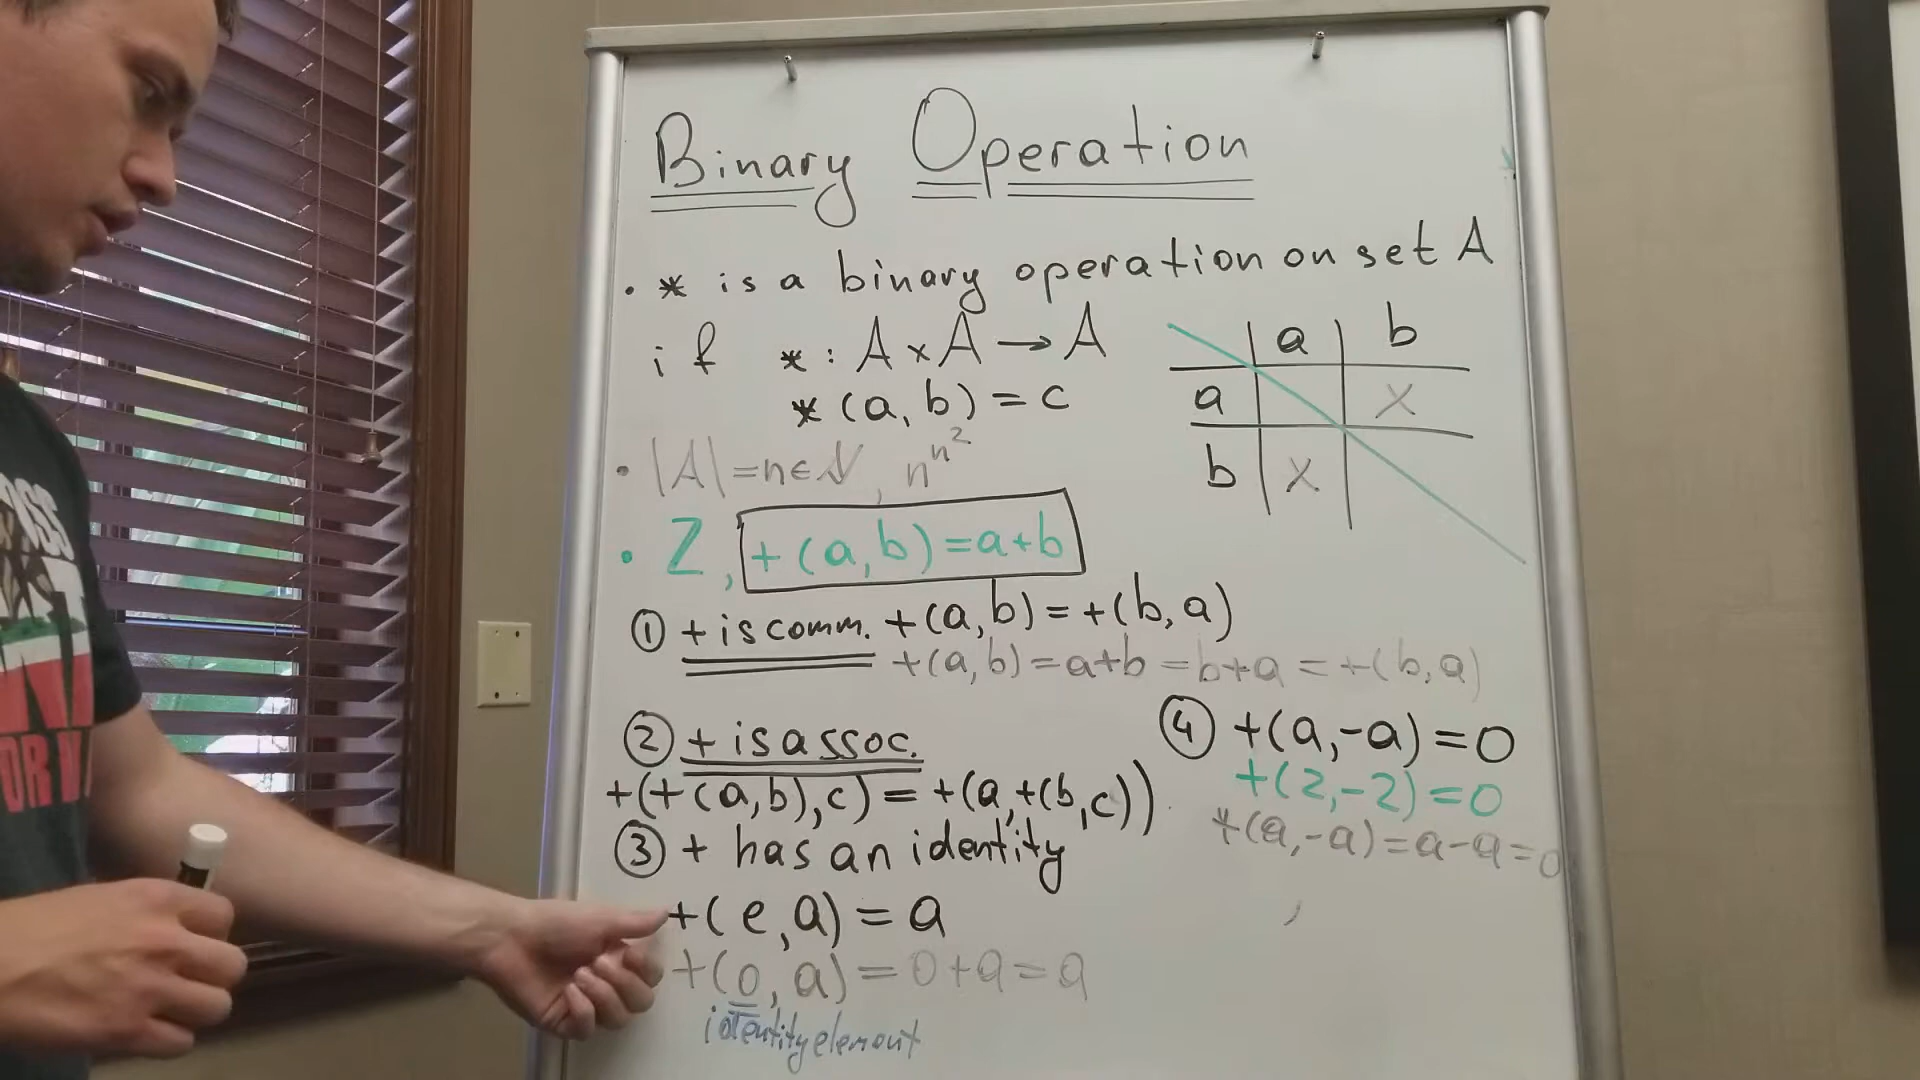 Binary Operation
• * is a binary operation on set A
if * : A × A → A
* (a, b) = c
a b
a x
b x
• |A| = n ∈ N, n^n^2
• Z, +(a, b) = a+b
① + is comm. +(a, b) = +(b, a)
+(a, b) = a+b = b+a = +(b, a)
② + is assoc.
+(+(a, b), c) = +(a, +(b, c))
③ + has an identity
+(e, a) = a
+(0, a) = 0+a = a
identity element
④ +(a, -a) = 0
+(2, -2) = 0
+(a, -a) = a-a = 0